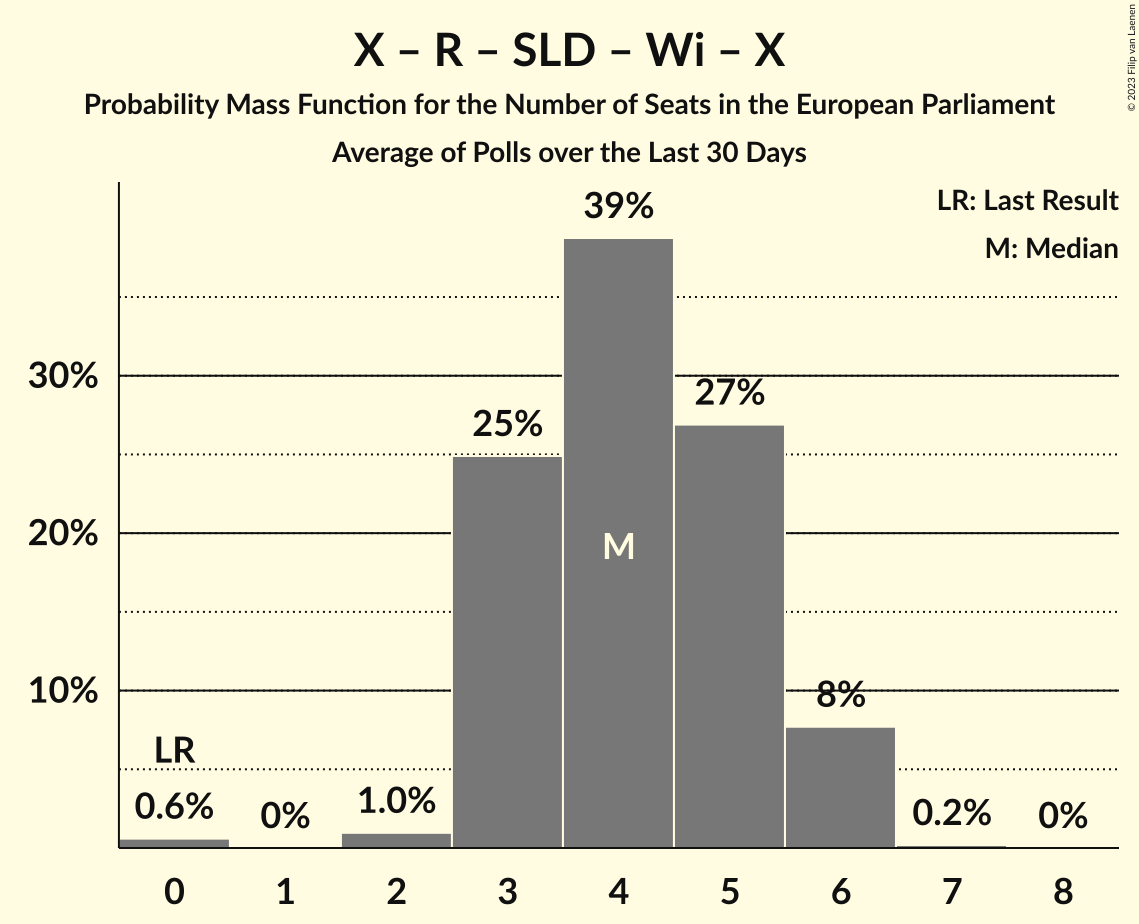 X – R – SLD – Wi – X
Probability Mass Function for the Number of Seats in the European Parliament
Average of Polls over the Last 30 Days
© 2023 Filip van Laenen
LR: Last Result
M: Median
39%
30%
27%
25%
20%
M
10%
8%
LR
0.6%
0%
1.0%
0.2%
0%
0 1 2 3 4 5 6 7 8